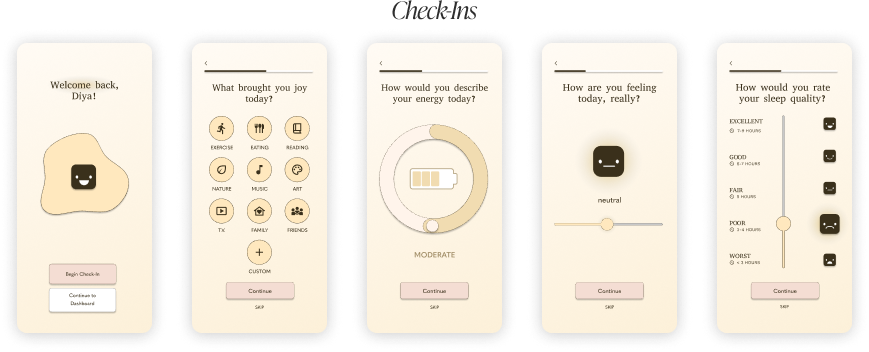 Check-Ins
Welcome back,
Diya!
Begin Check-In
Continue to
Dashboard
What brought you joy
today?
EXERCISE
EATING
READING
NATURE
MUSIC
ART
TV
FAMILY
FRIENDS
CUSTOM
Continue
SKIP
How would you describe
your energy today?
MODERATE
Continue
SKIP
How are you feeling
today, really?
neutral
Continue
SKIP
How would you rate
your sleep quality?
EXCELLENT
7-9 HOURS
GOOD
6-7 HOURS
FAIR
5 HOURS
POOR
3-4 HOURS
WORST
< 3 HOURS
Continue
SKIP